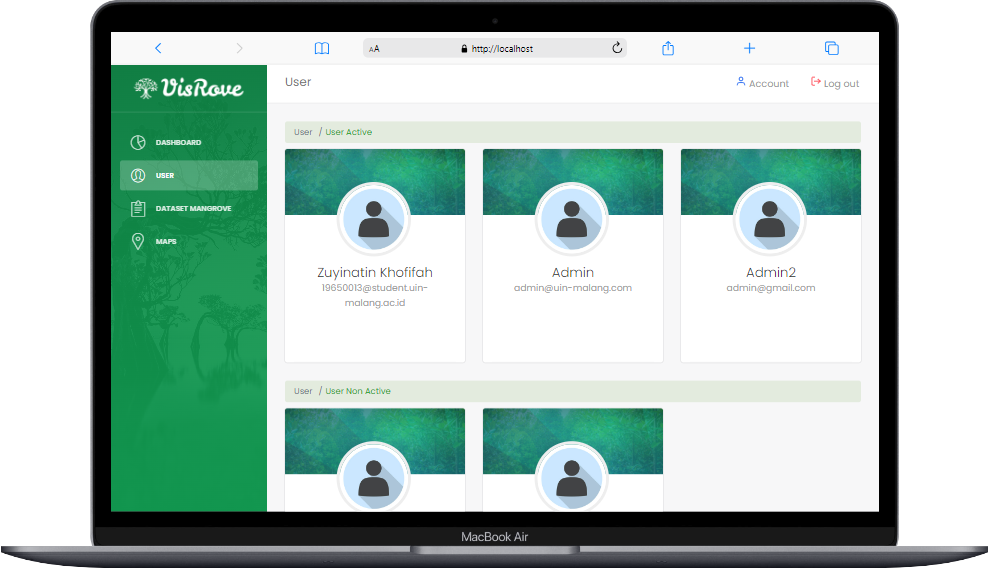 AA http://localhost
VisRove
User
Account
Log out
DASHBOARD
USER
DATASET MANGROVE
MAPS
User / User Active
Zuyinatin Khofifah
19650013@student.uin-
malang.ac.id
Admin
admin@uin-malang.com
Admin2
admin@gmail.com
User / User Non Active
MacBook Air